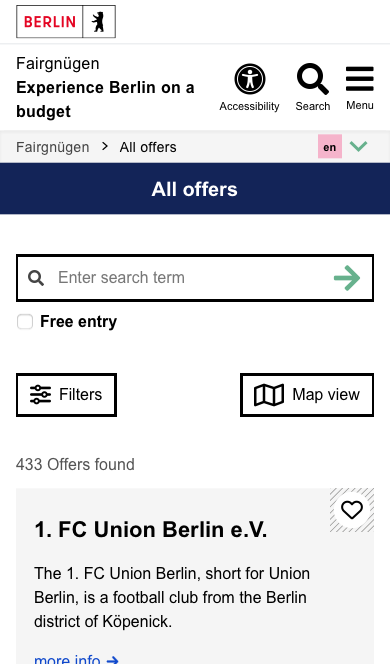 BERLIN
Fairgnügen
Experience Berlin on a
budget
Accessibility
Search
Menu
Fairgnügen > All offers
en
All offers
Enter search term
Free entry
Filters
Map view
433 Offers found
1. FC Union Berlin e.V.
The 1. FC Union Berlin, short for Union
Berlin, is a football club from the Berlin
district of Köpenick.
more info